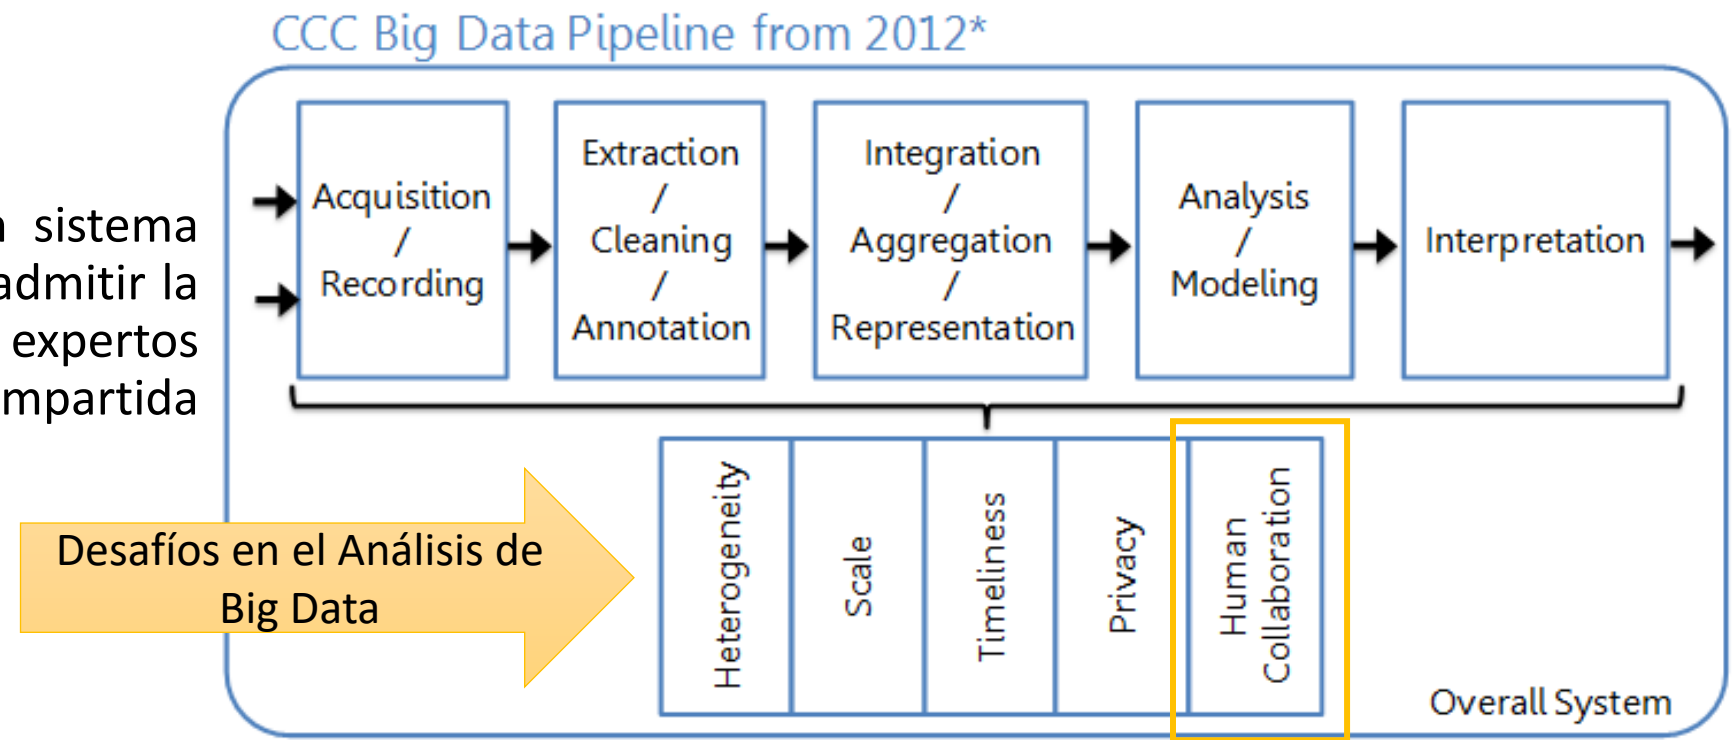 CCC Big Data Pipeline from 2012*
sistema
admitir la
expertos
Acquisition
/
Recording
Extraction
/
Cleaning
/
Annotation
Integration
/
Aggregation
/
Representation
Analysis
/
Modeling
Interpretation
Desafíos en el Análisis de
Big Data
Heterogeneity
Scale
Timeliness
Privacy
Human
Collaboration
Overall System